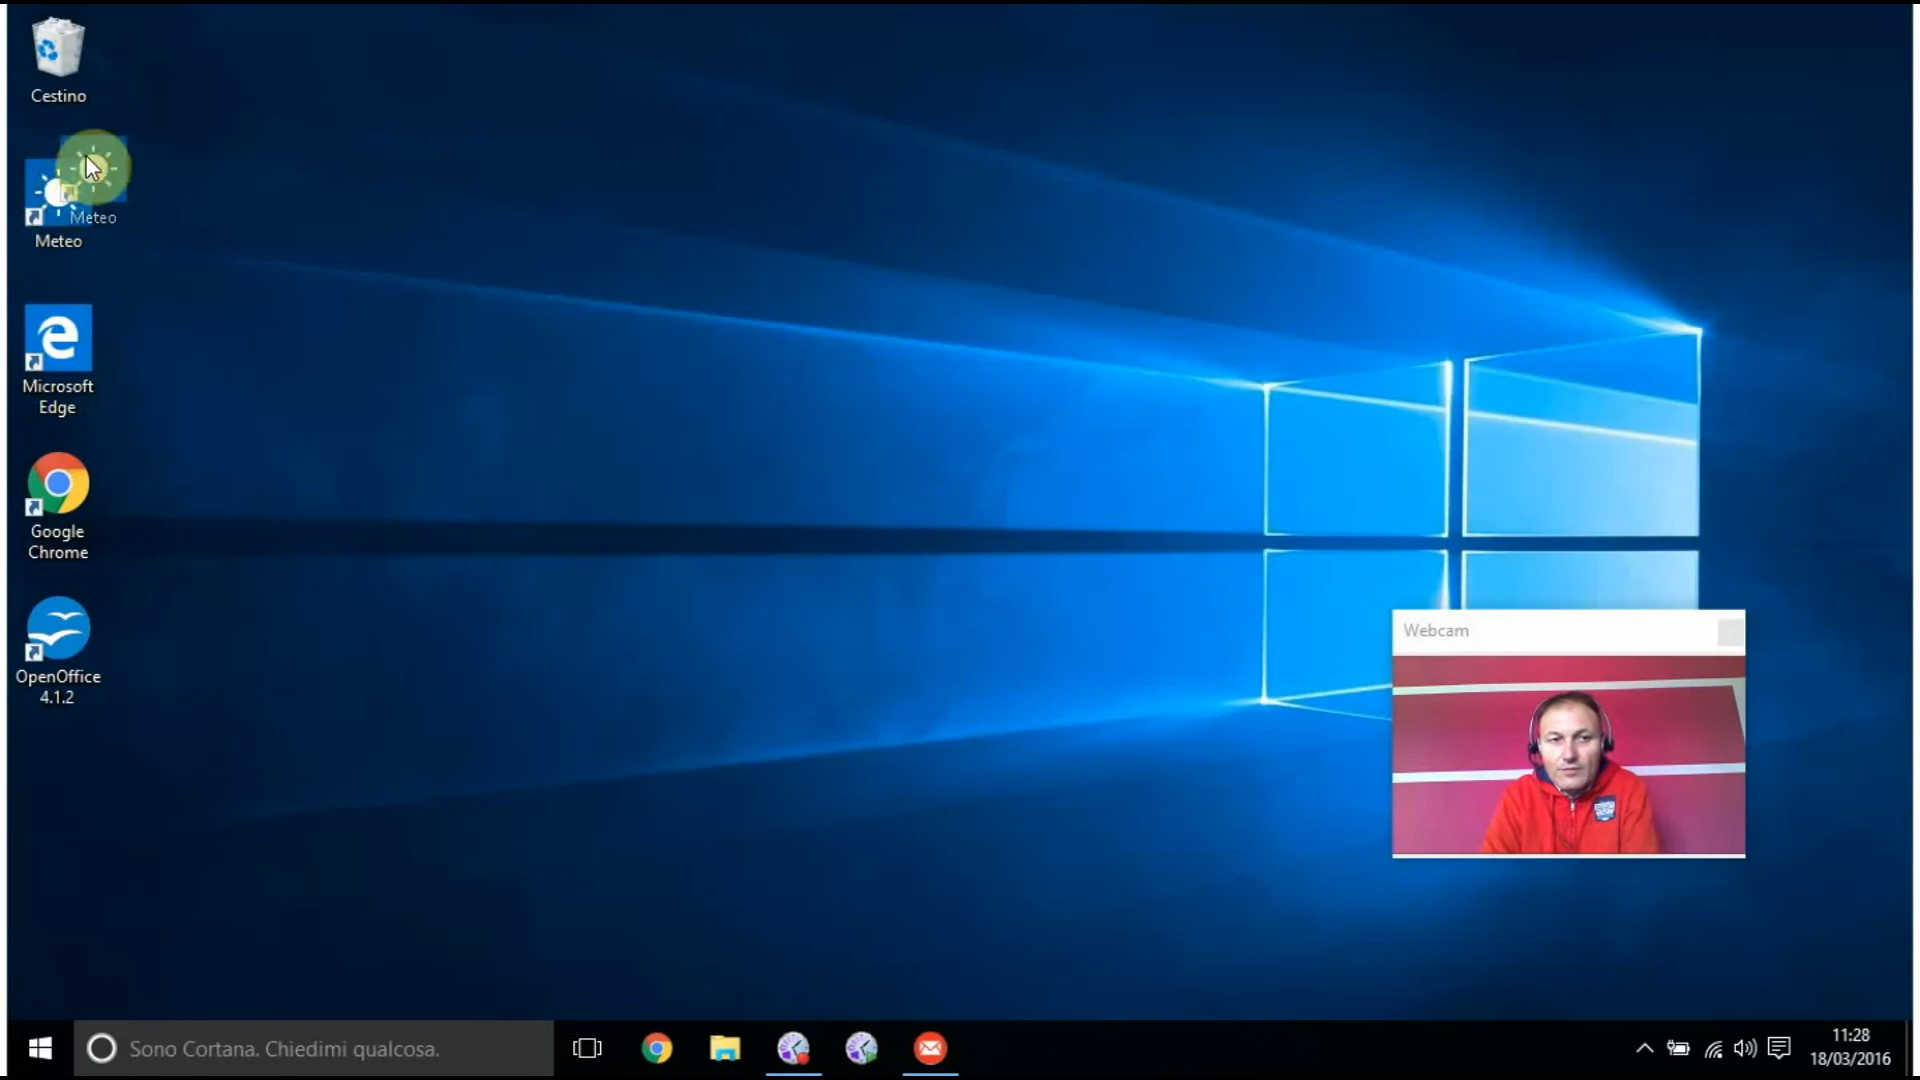 Cestino
Meteo
Meteo
Microsoft
Edge
Google
Chrome
OpenOffice
4.1.2
Webcam
Sono Cortana. Chiedimi qualcosa.
11:28
18/03/2016